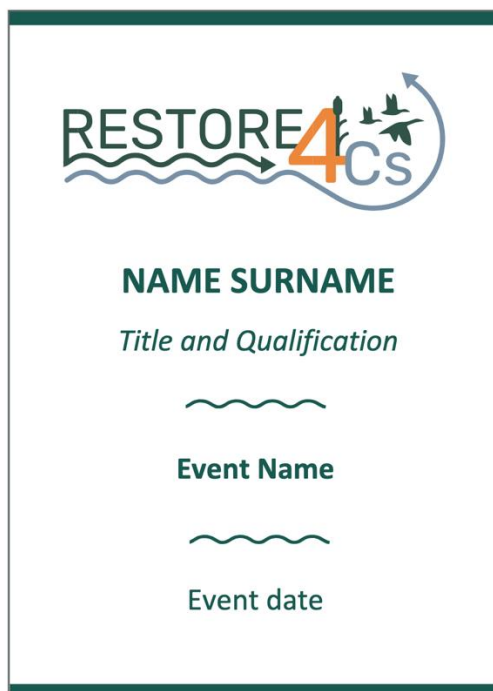 RESTORE4Cs
NAME SURNAME
Title and Qualification
Event Name
Event date